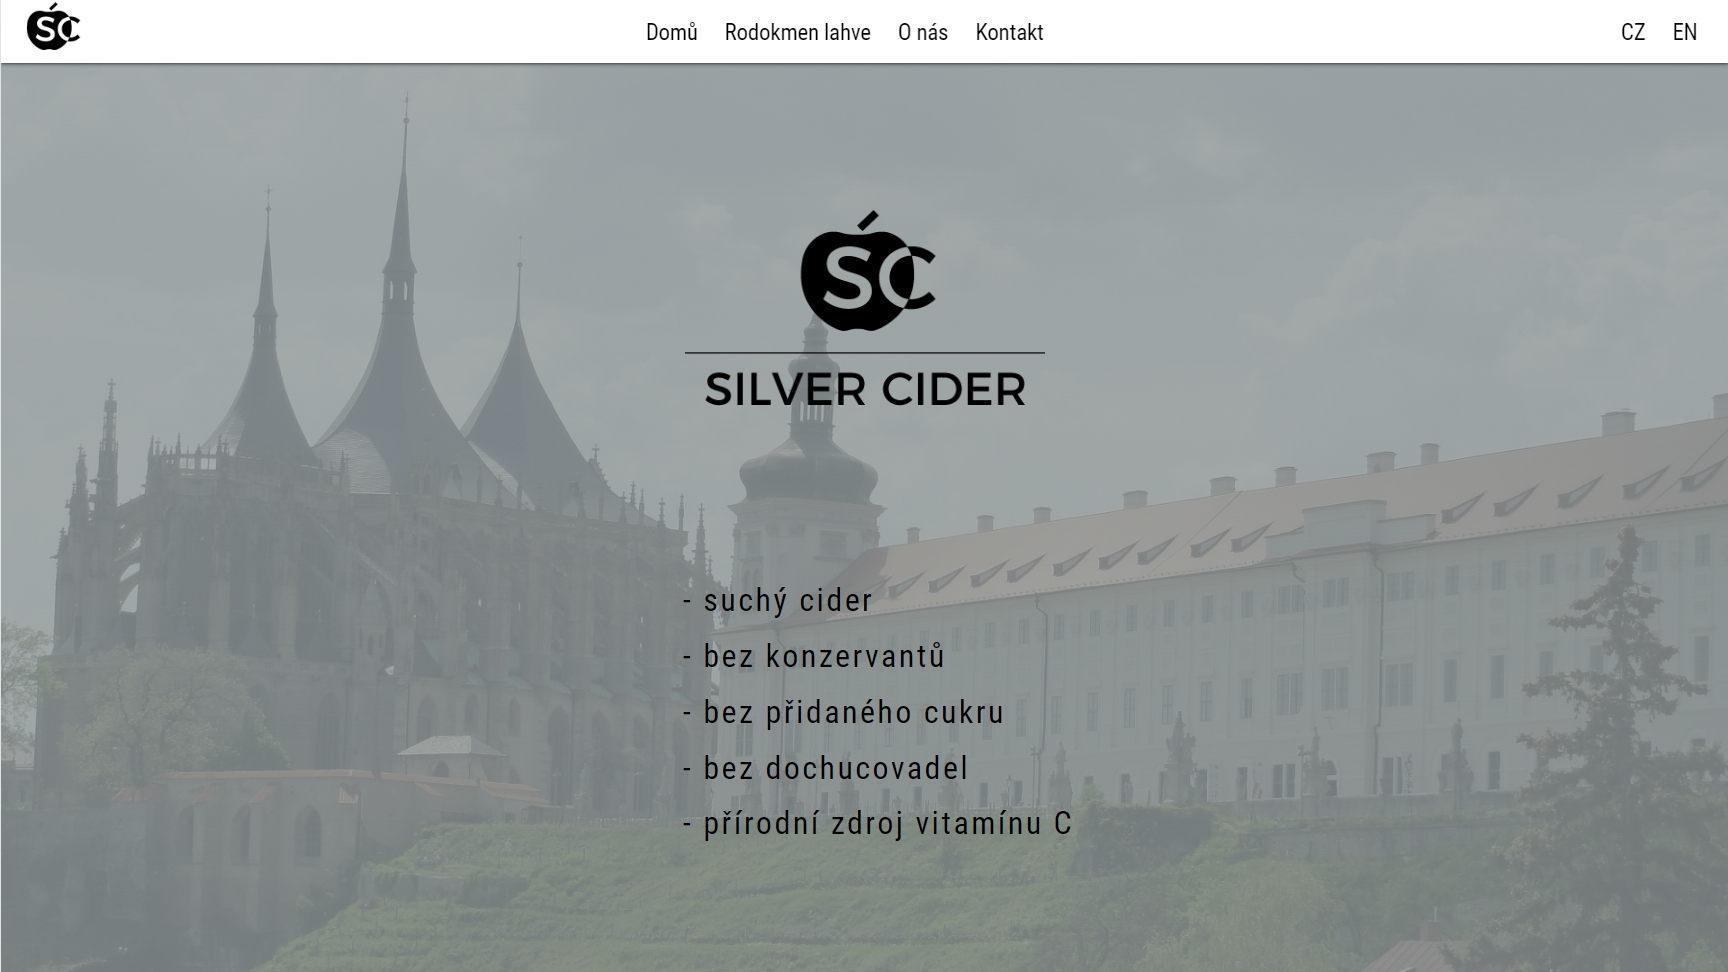 SC
Domů Rodokmen lahve O nás Kontakt CZ EN
SC
SILVER CIDER
- suchý cider
- bez konzervantů
- bez přidaného cukru
- bez dochucovadel
- přírodní zdroj vitamínu C